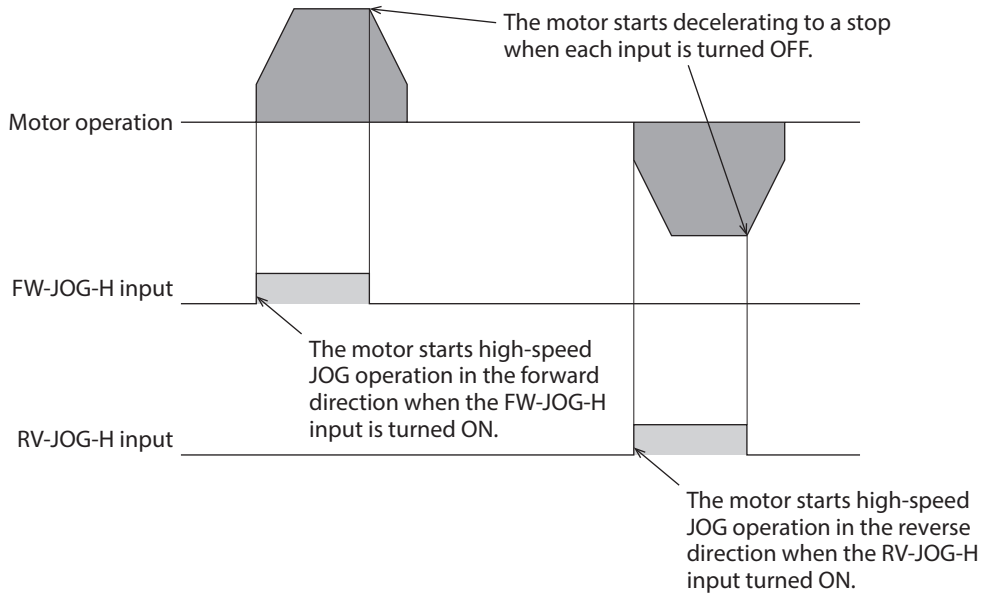 The motor starts decelerating to a stop
when each input is turned OFF.
Motor operation
FW-JOG-H input
The motor starts high-speed
JOG operation in the forward
direction when the FW-JOG-H
input is turned ON.
RV-JOG-H input
The motor starts high-speed
JOG operation in the reverse
direction when the RV-JOG-H
input turned ON.